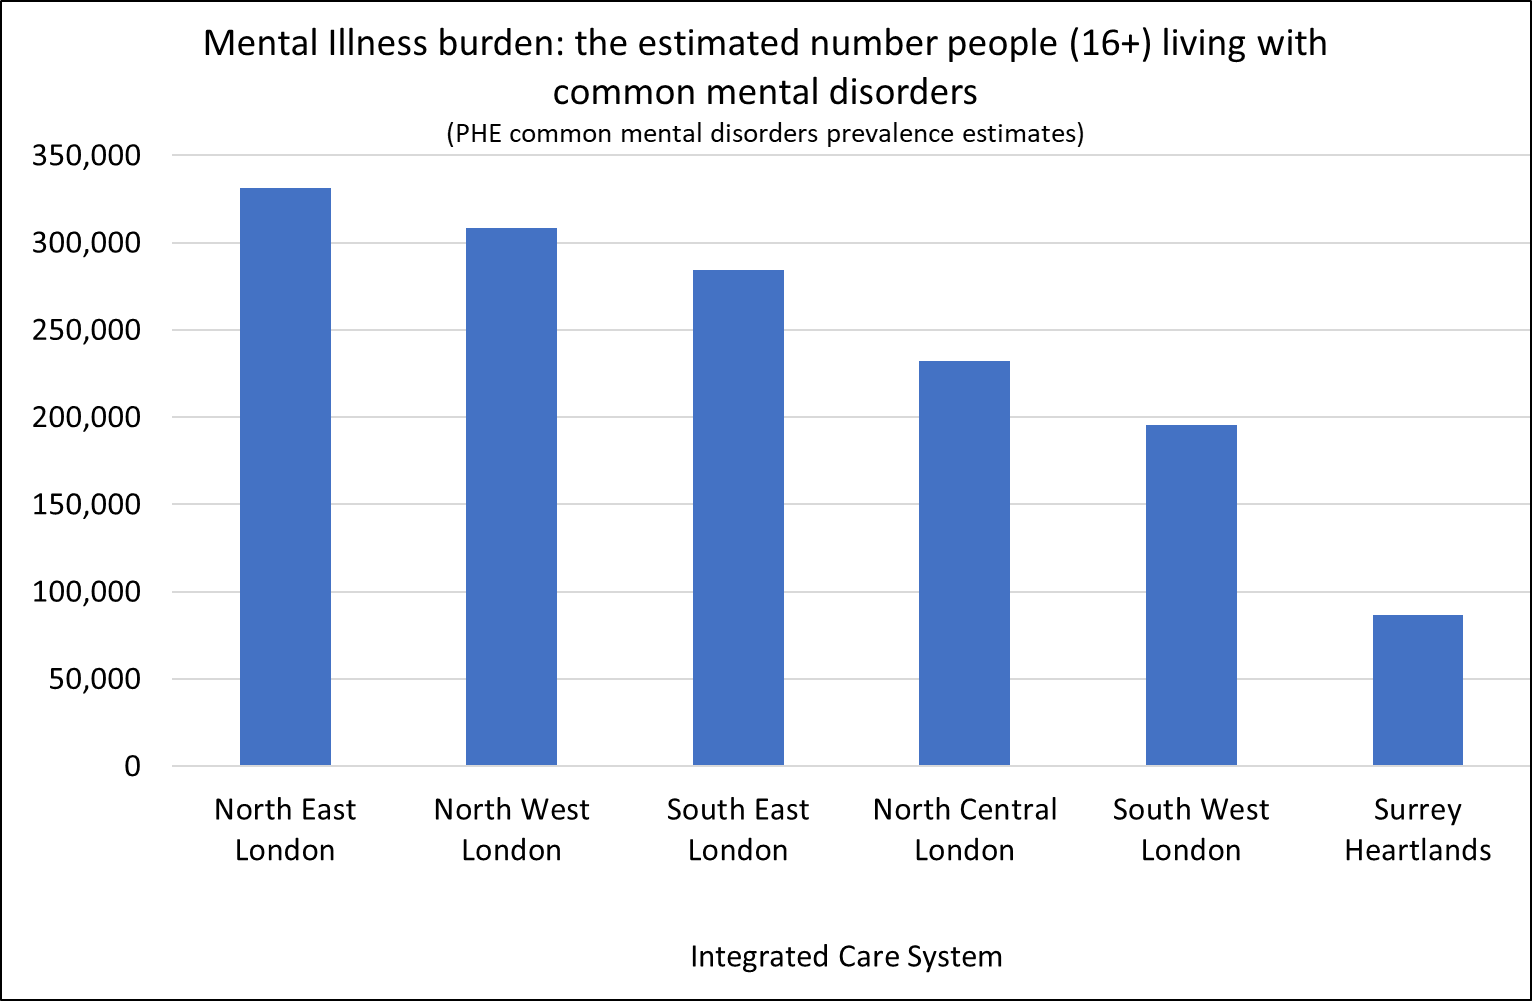 Mental Illness burden: the estimated number people (16+) living with
common mental disorders
(PHE common mental disorders prevalence estimates)
350,000
300,000
250,000
200,000
150,000
100,000
50,000
0
North East
London
North West
London
South East
London
North Central
London
South West
London
Surrey
Heartlands
Integrated Care System